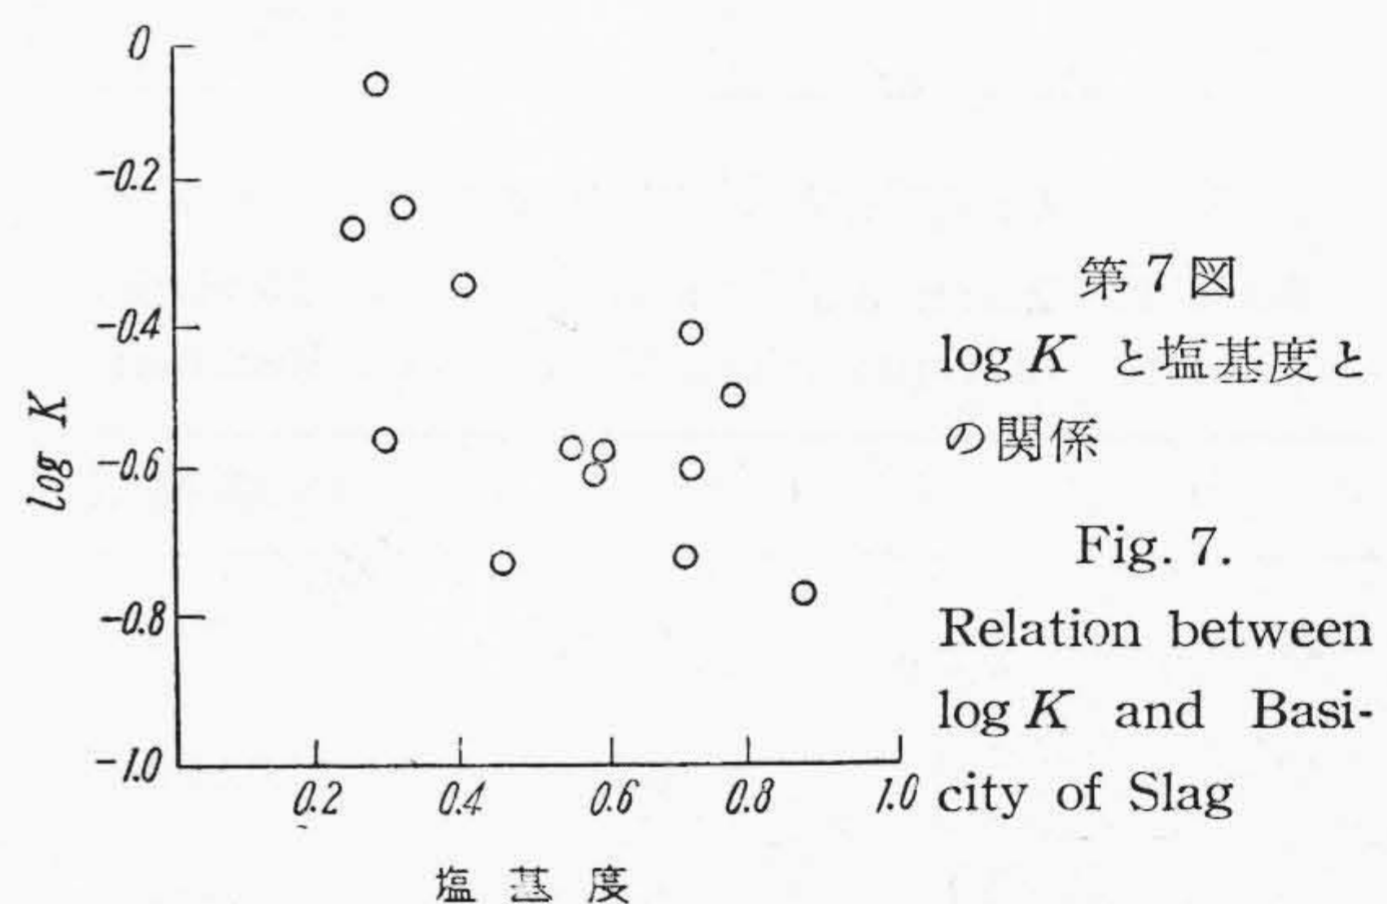 0
-0.2
-0.4
-0.6
-0.8
-1.0
log K
0.2 0.4 0.6 0.8 1.0
塩基度
第7図
log K と塩基度と
の関係
Fig. 7.
Relation between
log K and Basi-
city of Slag